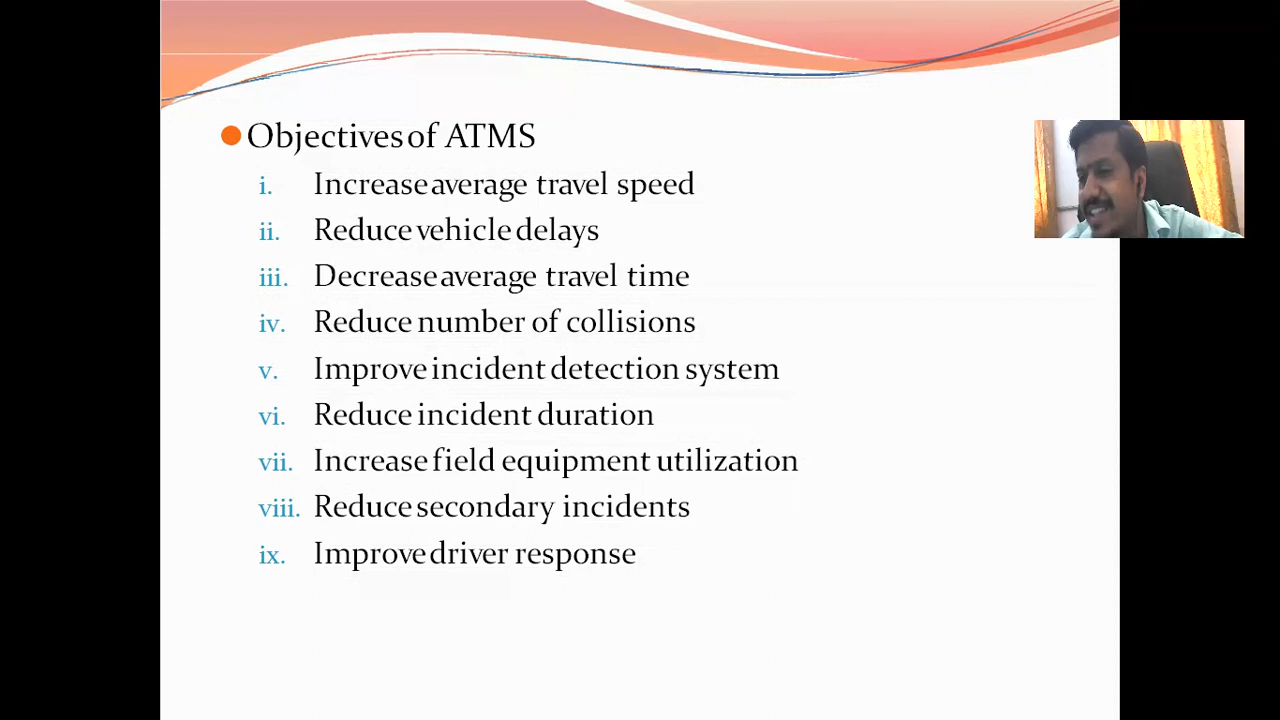 Objectives of ATMS
i. Increase average travel speed
ii. Reduce vehicle delays
iii. Decrease average travel time
iv. Reduce number of collisions
v. Improve incident detection system
vi. Reduce incident duration
vii. Increase field equipment utilization
viii. Reduce secondary incidents
ix. Improve driver response